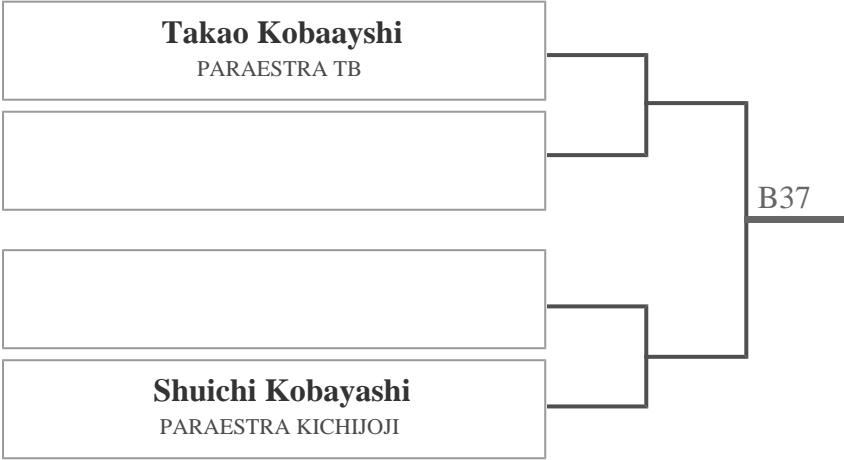 Takao Kobaayshi
PARAESTRA TB
B37
Shuichi Kobayashi
PARAESTRA KICHIJOJI